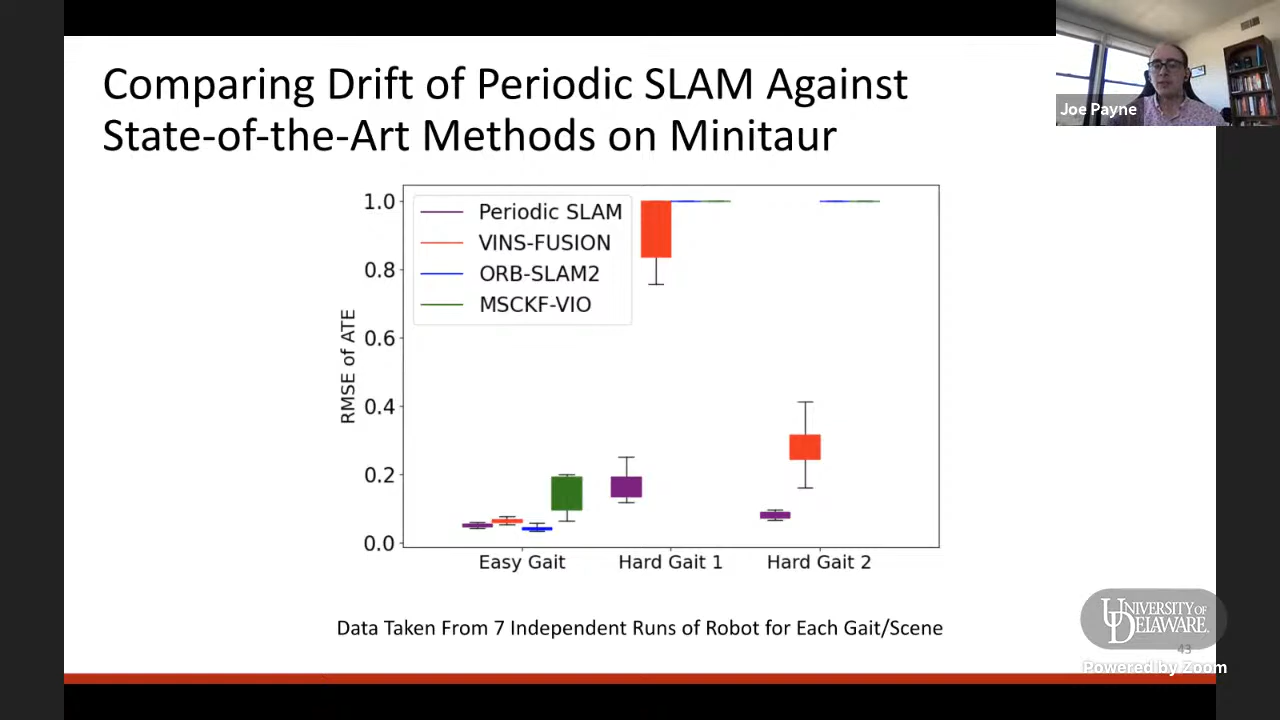 Comparing Drift of Periodic SLAM Against
State-of-the-Art Methods on Minitaur
Joe Payne
1.0
0.8
0.6
0.4
0.2
0.0
RMSE of ATE
Periodic SLAM
VINS-FUSION
ORB-SLAM2
MSCKF-VIO
Easy Gait
Hard Gait 1
Hard Gait 2
Data Taken From 7 Independent Runs of Robot for Each Gait/Scene
UNIVERSITY OF
DELAWARE.
43
Powered by Zoom